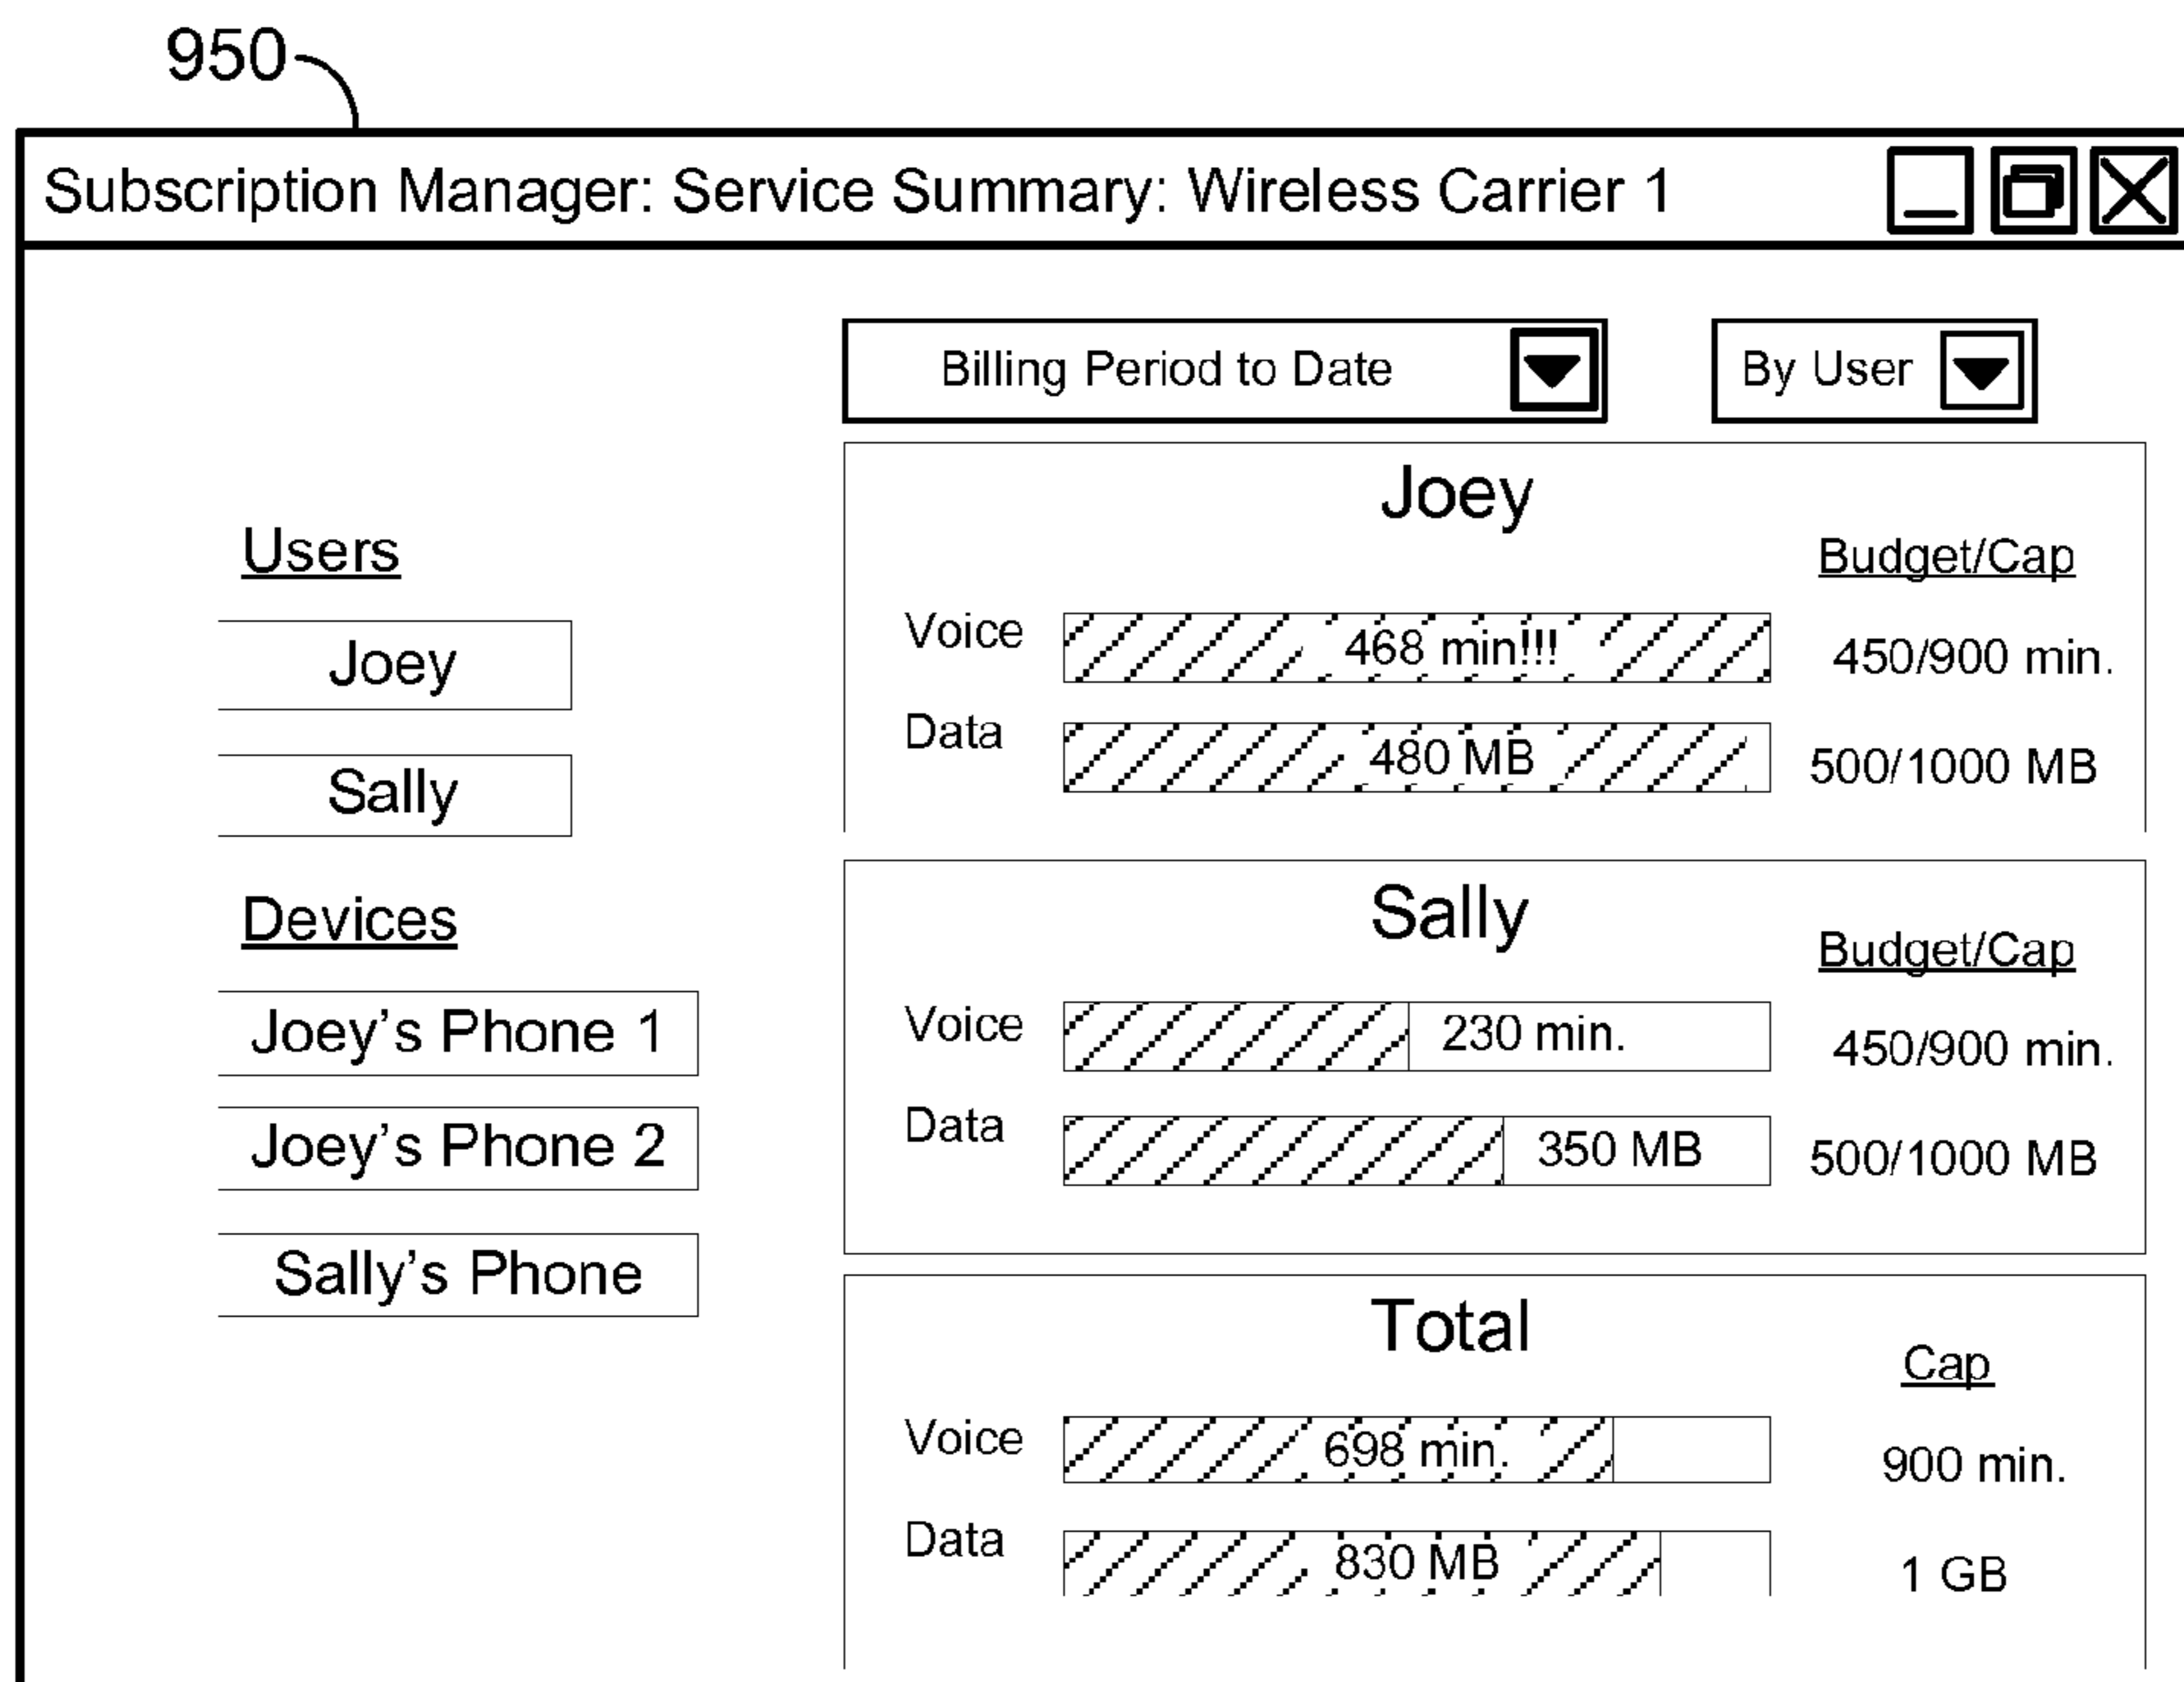 950
Subscription Manager: Service Summary: Wireless Carrier 1
Billing Period to Date
By User
Users
Joey
Sally
Devices
Joey's Phone 1
Joey's Phone 2
Sally's Phone
Joey
Budget/Cap
Voice 468 min!!! 450/900 min.
Data 480 MB 500/1000 MB
Sally
Budget/Cap
Voice 230 min. 450/900 min.
Data 350 MB 500/1000 MB
Total
Cap
Voice 698 min. 900 min.
Data 830 MB 1 GB